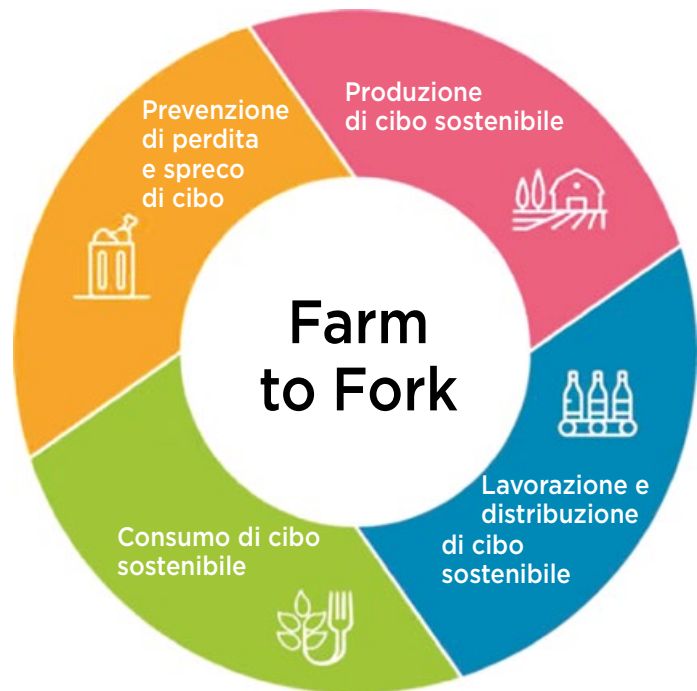 Prevenzione
di perdita
e spreco
di cibo
Produzione
di cibo sostenibile
Farm
to Fork
Lavorazione e
distribuzione
di cibo
sostenibile
Consumo di cibo
sostenibile